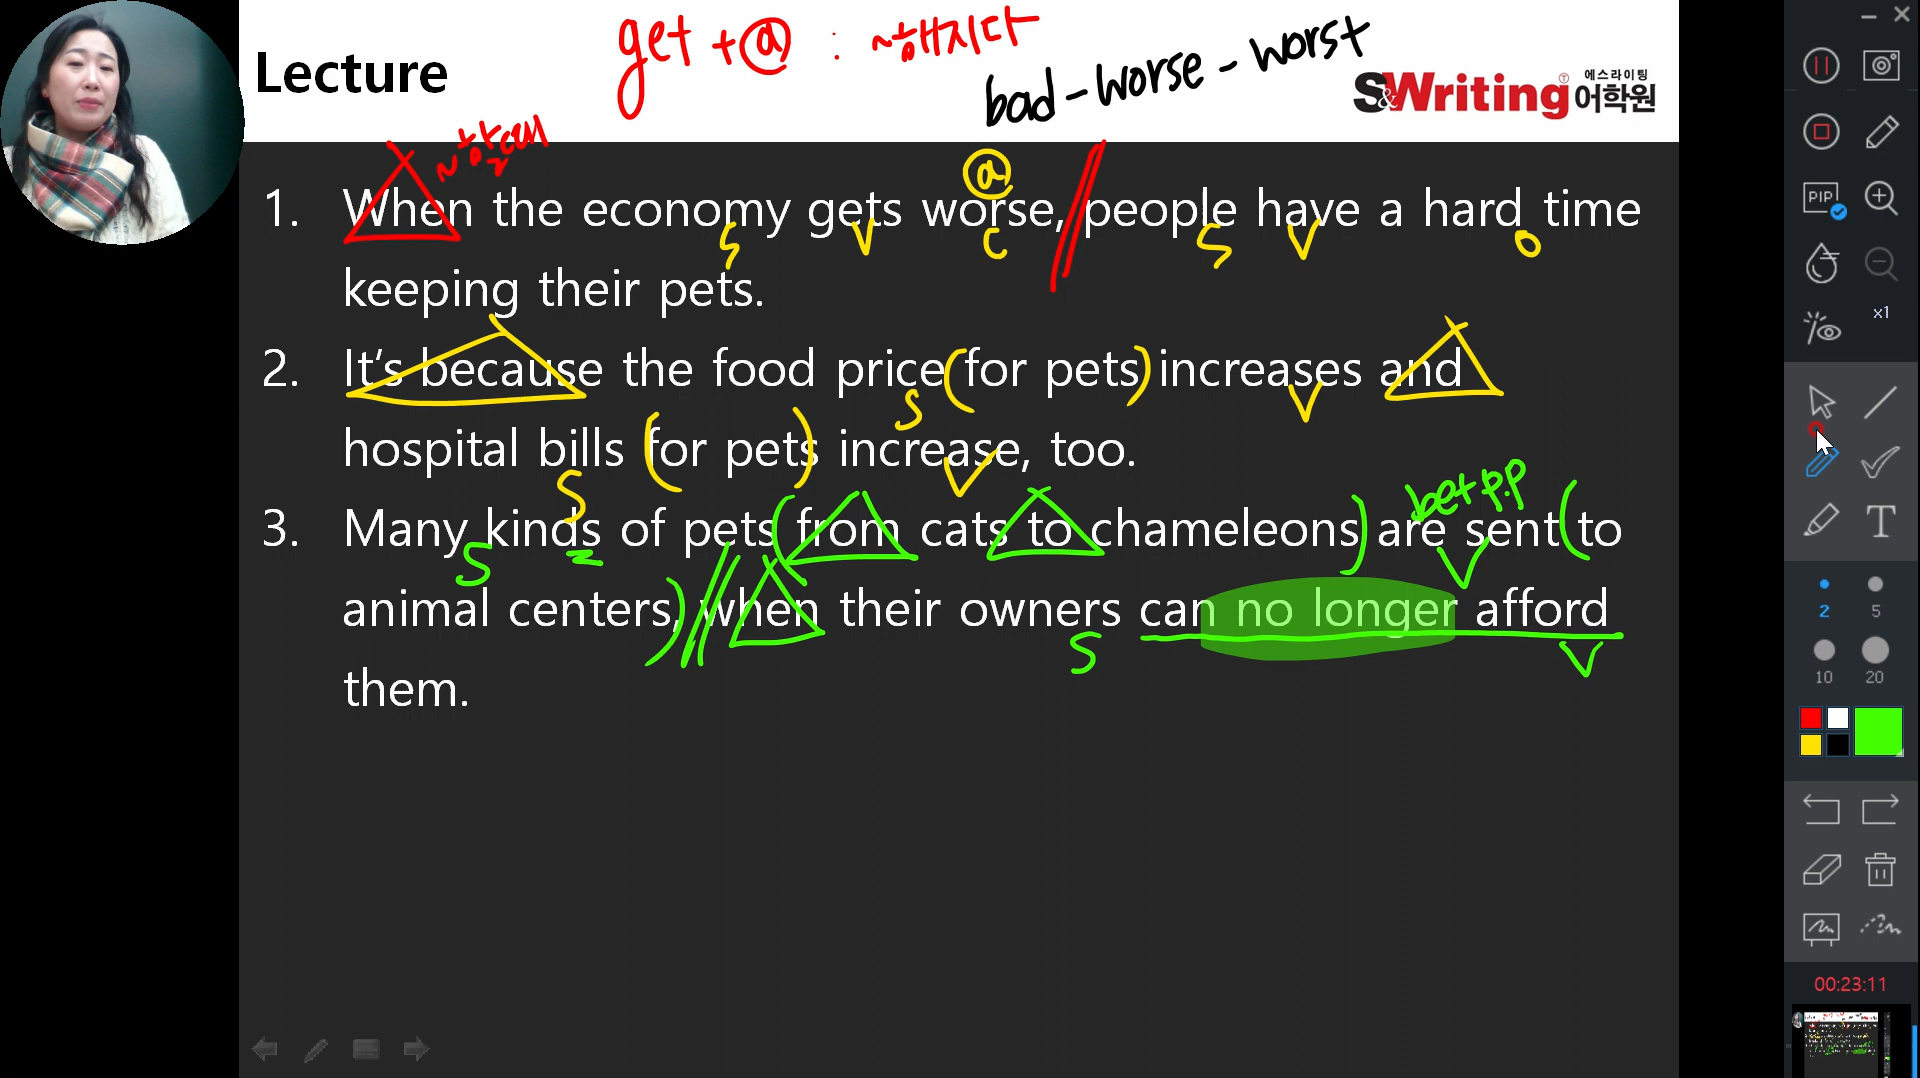 Lecture
get + ⓐ : ~해지다
bad - worse - worst
S&Writing 에스라이팅 어학원
~할 때
ⓐ
1. When the economy gets worse, people have a hard time
S V C S V O
keeping their pets.
2. It's because the food price (for pets) increases and
S V
hospital bills (for pets) increase, too.
S V
be + p.p
3. Many kinds of pets (from cats to chameleons) are sent (to
S V
animal centers,) when their owners can no longer afford
S V
them.
PIP
x1
T
2 5
10 20
00:23:11